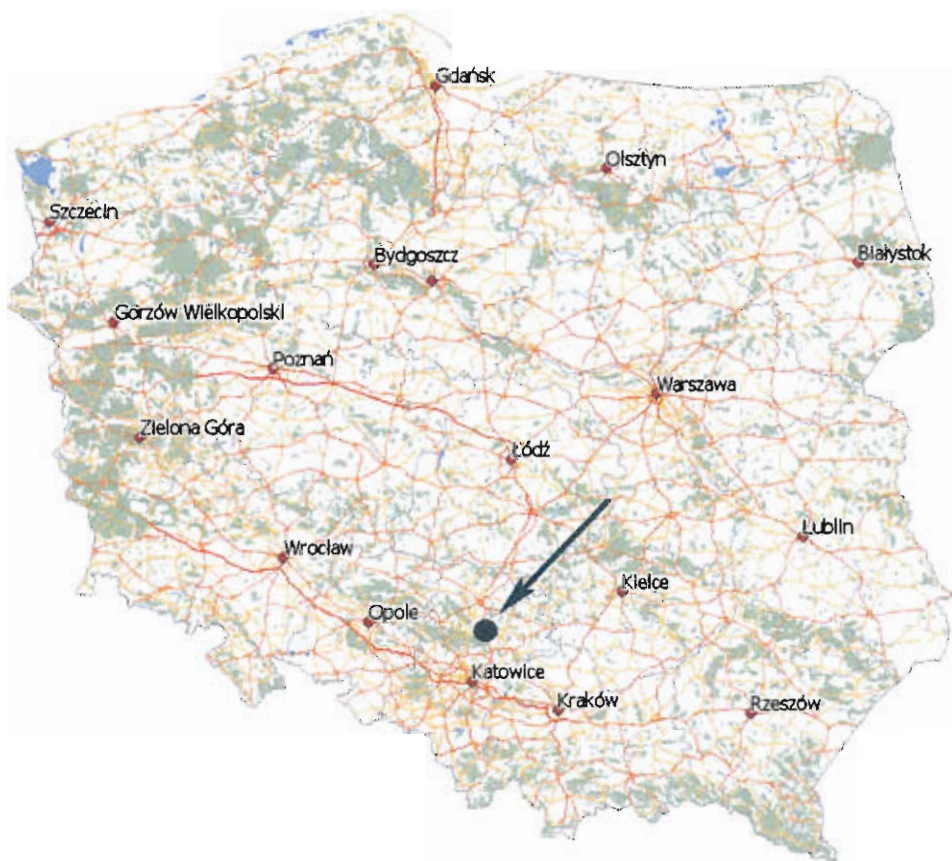 Gdańsk
Olsztyn
Szczecin
Bydgoszcz
Białystok
Gorzów Wielkopolski
Poznań
Warszawa
Zielona Góra
Łódź
Lublin
Wrocław
Kielce
Opole
Katowice
Kraków
Rzeszów